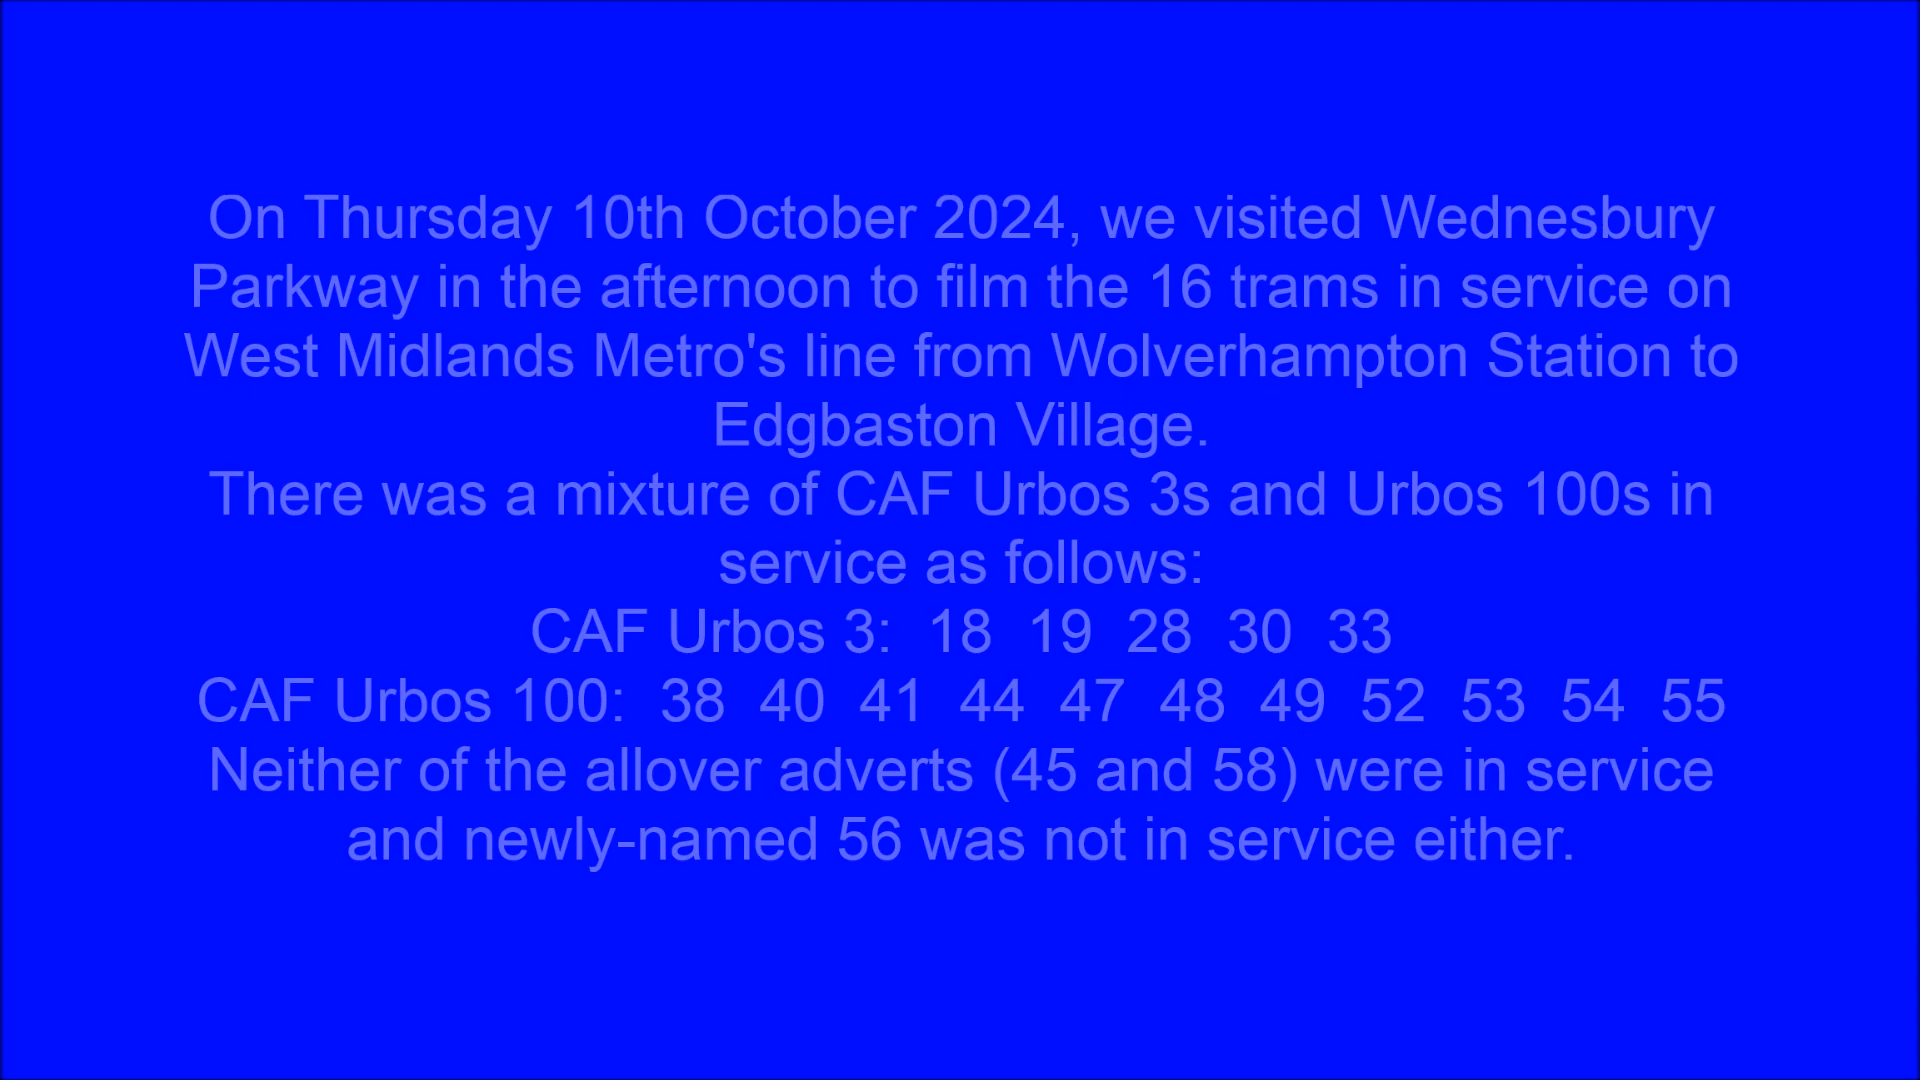 On Thursday 10th October 2024, we visited Wednesbury
Parkway in the afternoon to film the 16 trams in service on
West Midlands Metro's line from Wolverhampton Station to
Edgbaston Village.
There was a mixture of CAF Urbos 3s and Urbos 100s in
service as follows:
CAF Urbos 3:  18  19  28  30  33
CAF Urbos 100:  38  40  41  44  47  48  49  52  53  54  55
Neither of the allover adverts (45 and 58) were in service
and newly-named 56 was not in service either.